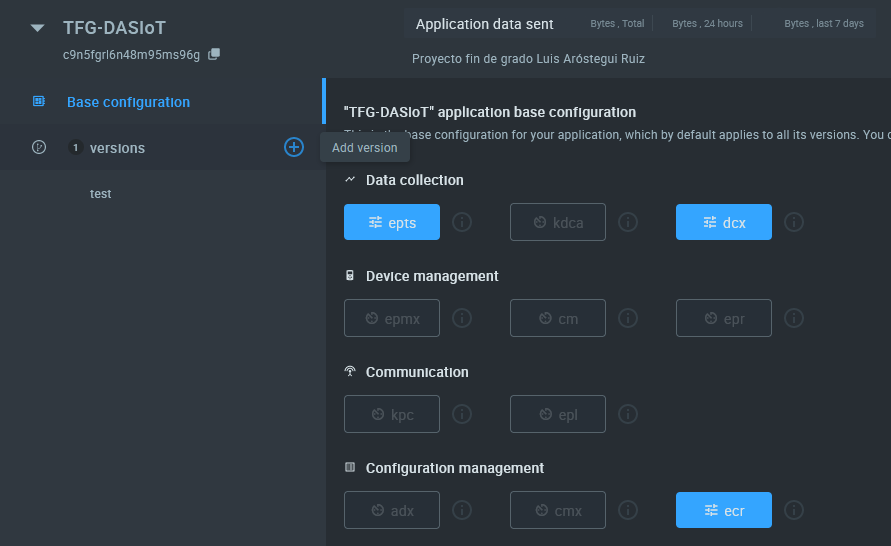 TFG-DASIoT
c9n5fgrl6n48m95ms96g
Application data sent
Bytes , Total
Bytes , 24 hours
Bytes , last 7 days
Proyecto fin de grado Luis Aróstegui Ruiz
Base configuration
1 versions
Add version
test
"TFG-DASIoT" application base configuration
This is the base configuration for your application, which by default applies to all its versions. You
Data collection
epts
kdca
dcx
Device management
epmx
cm
epr
Communication
kpc
epl
Configuration management
adx
cmx
ecr